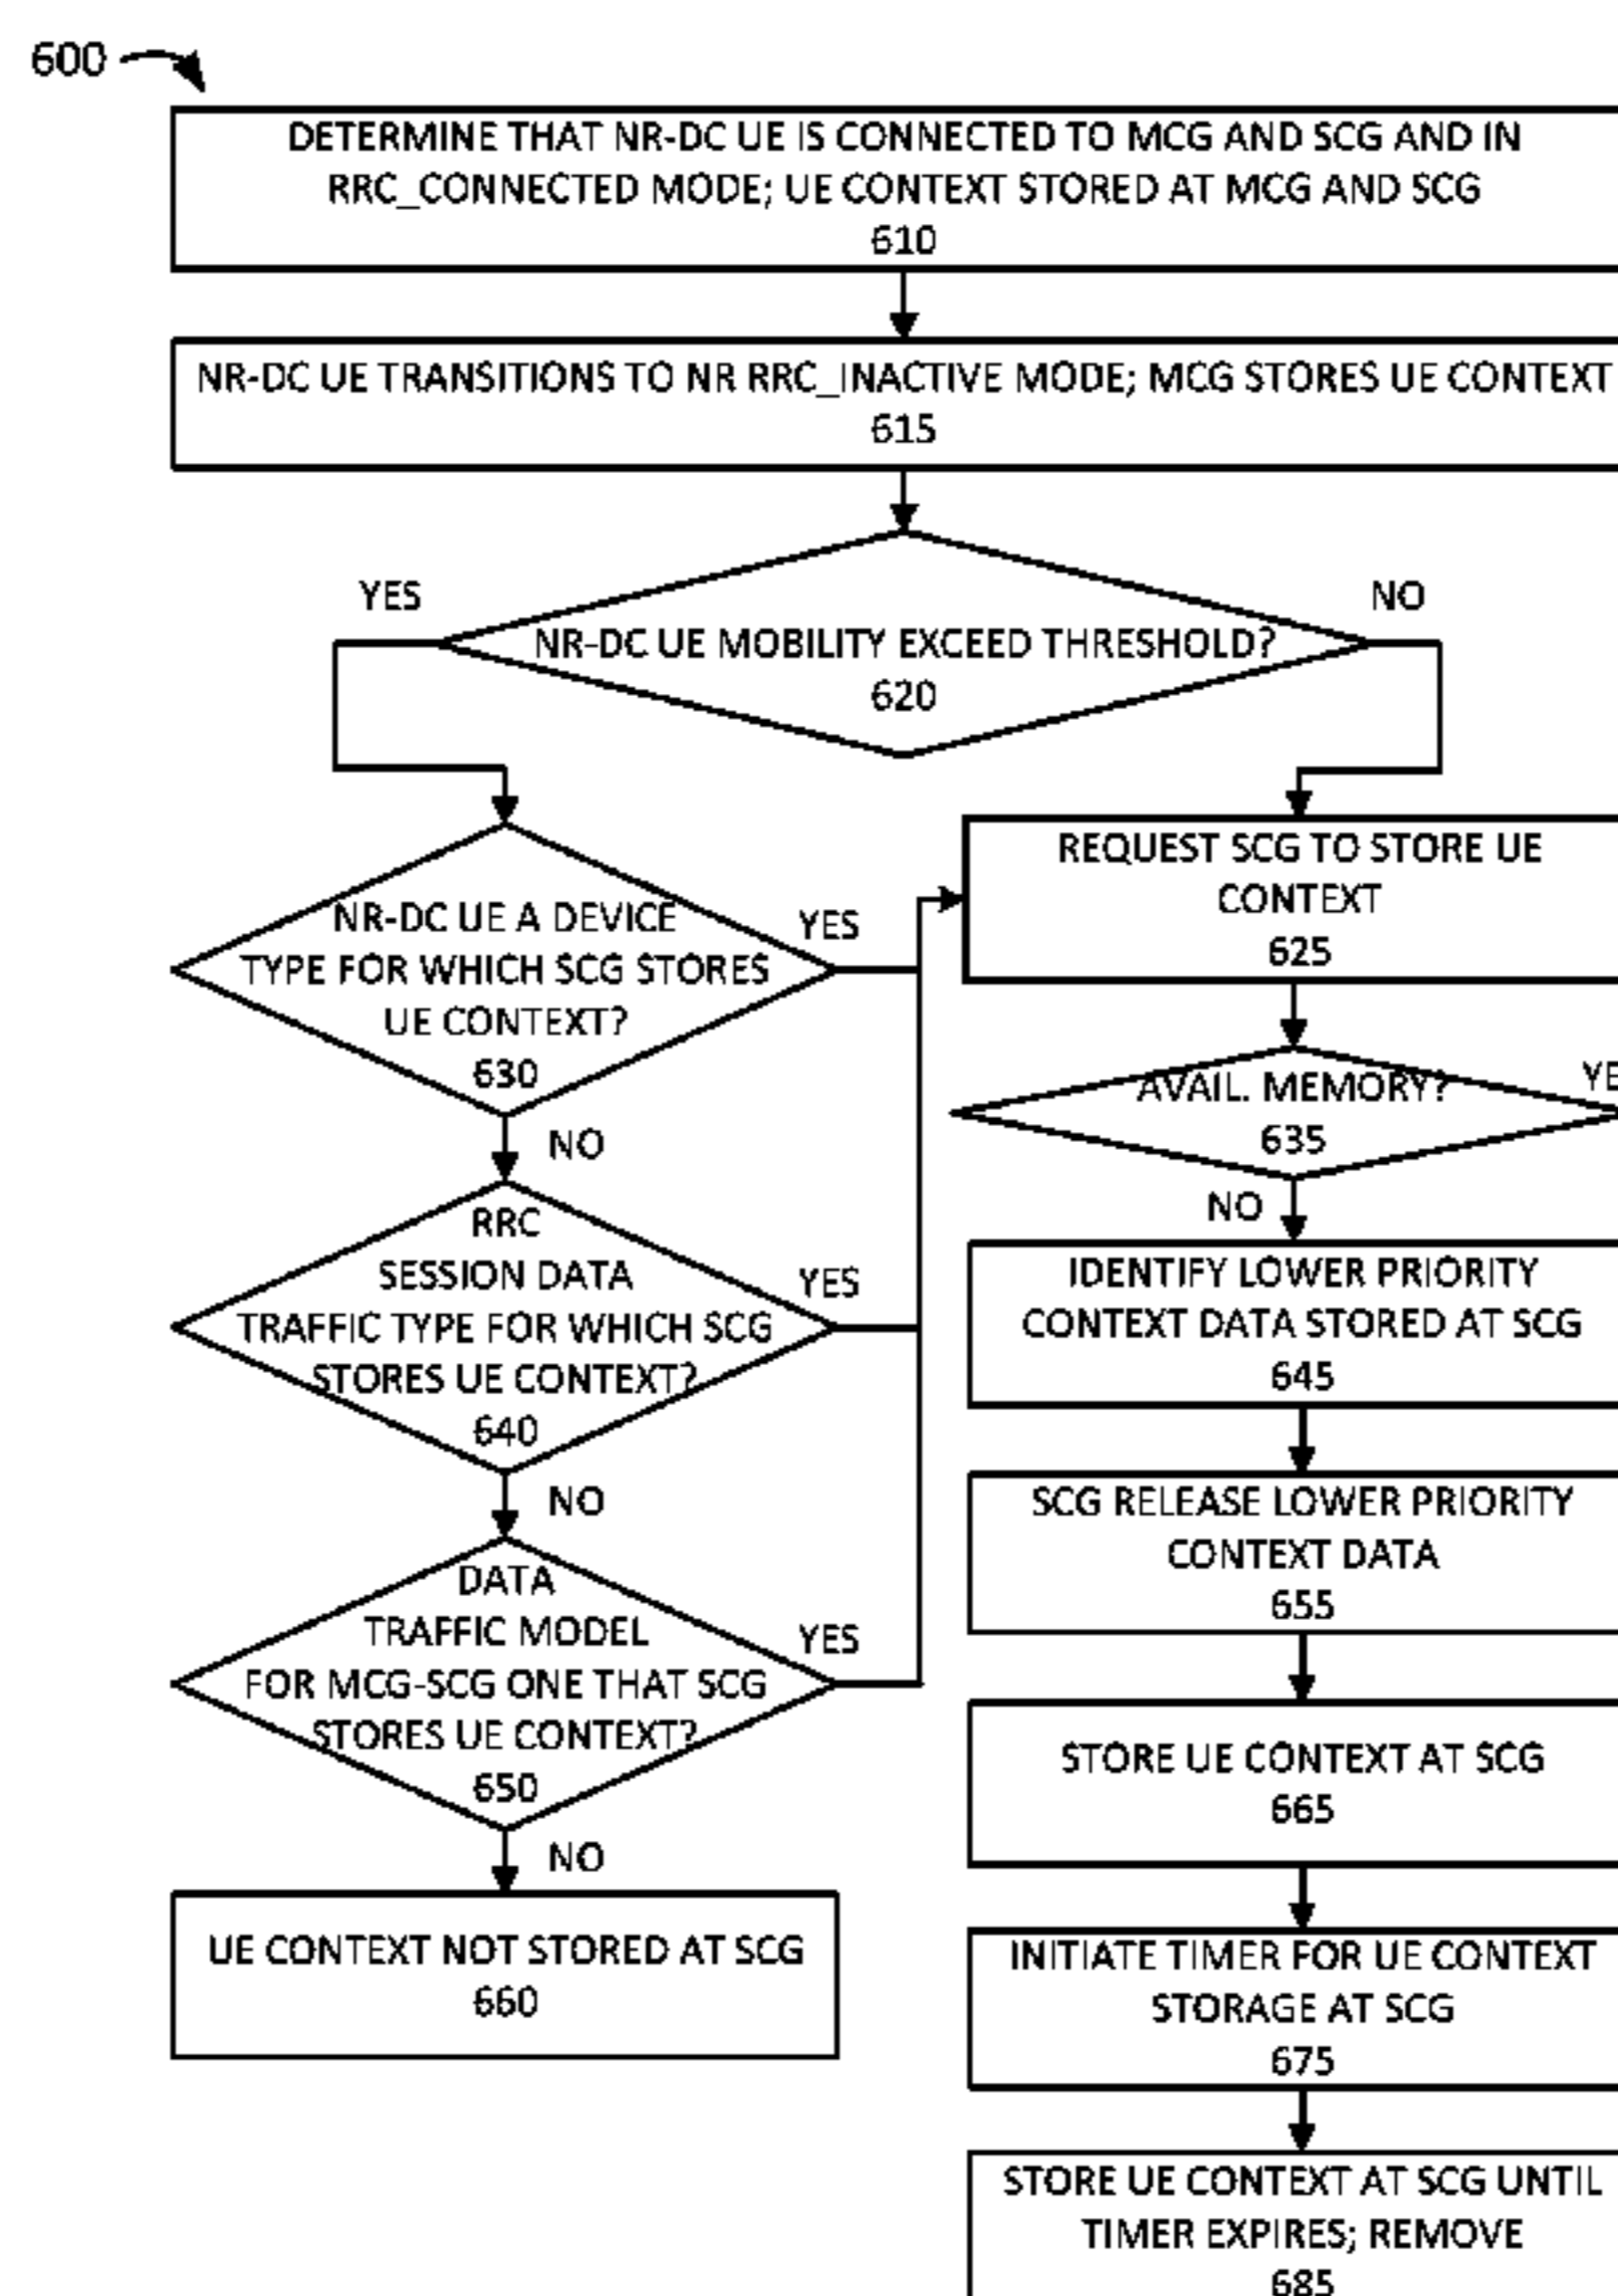 600
DETERMINE THAT NR-DC UE IS CONNECTED TO MCG AND SCG AND IN
RRC_CONNECTED MODE; UE CONTEXT STORED AT MCG AND SCG
610
NR-DC UE TRANSITIONS TO NR RRC_INACTIVE MODE; MCG STORES UE CONTEXT
615
YES
NO
NR-DC UE MOBILITY EXCEED THRESHOLD?
620
NR-DC UE A DEVICE
TYPE FOR WHICH SCG STORES
UE CONTEXT?
630
YES
NO
RRC
SESSION DATA
TRAFFIC TYPE FOR WHICH SCG
STORES UE CONTEXT?
640
YES
NO
DATA
TRAFFIC MODEL
FOR MCG-SCG ONE THAT SCG
STORES UE CONTEXT?
650
YES
NO
UE CONTEXT NOT STORED AT SCG
660
REQUEST SCG TO STORE UE
CONTEXT
625
AVAIL. MEMORY?
635
YE
NO
IDENTIFY LOWER PRIORITY
CONTEXT DATA STORED AT SCG
645
SCG RELEASE LOWER PRIORITY
CONTEXT DATA
655
STORE UE CONTEXT AT SCG
665
INITIATE TIMER FOR UE CONTEXT
STORAGE AT SCG
675
STORE UE CONTEXT AT SCG UNTIL
TIMER EXPIRES; REMOVE
685